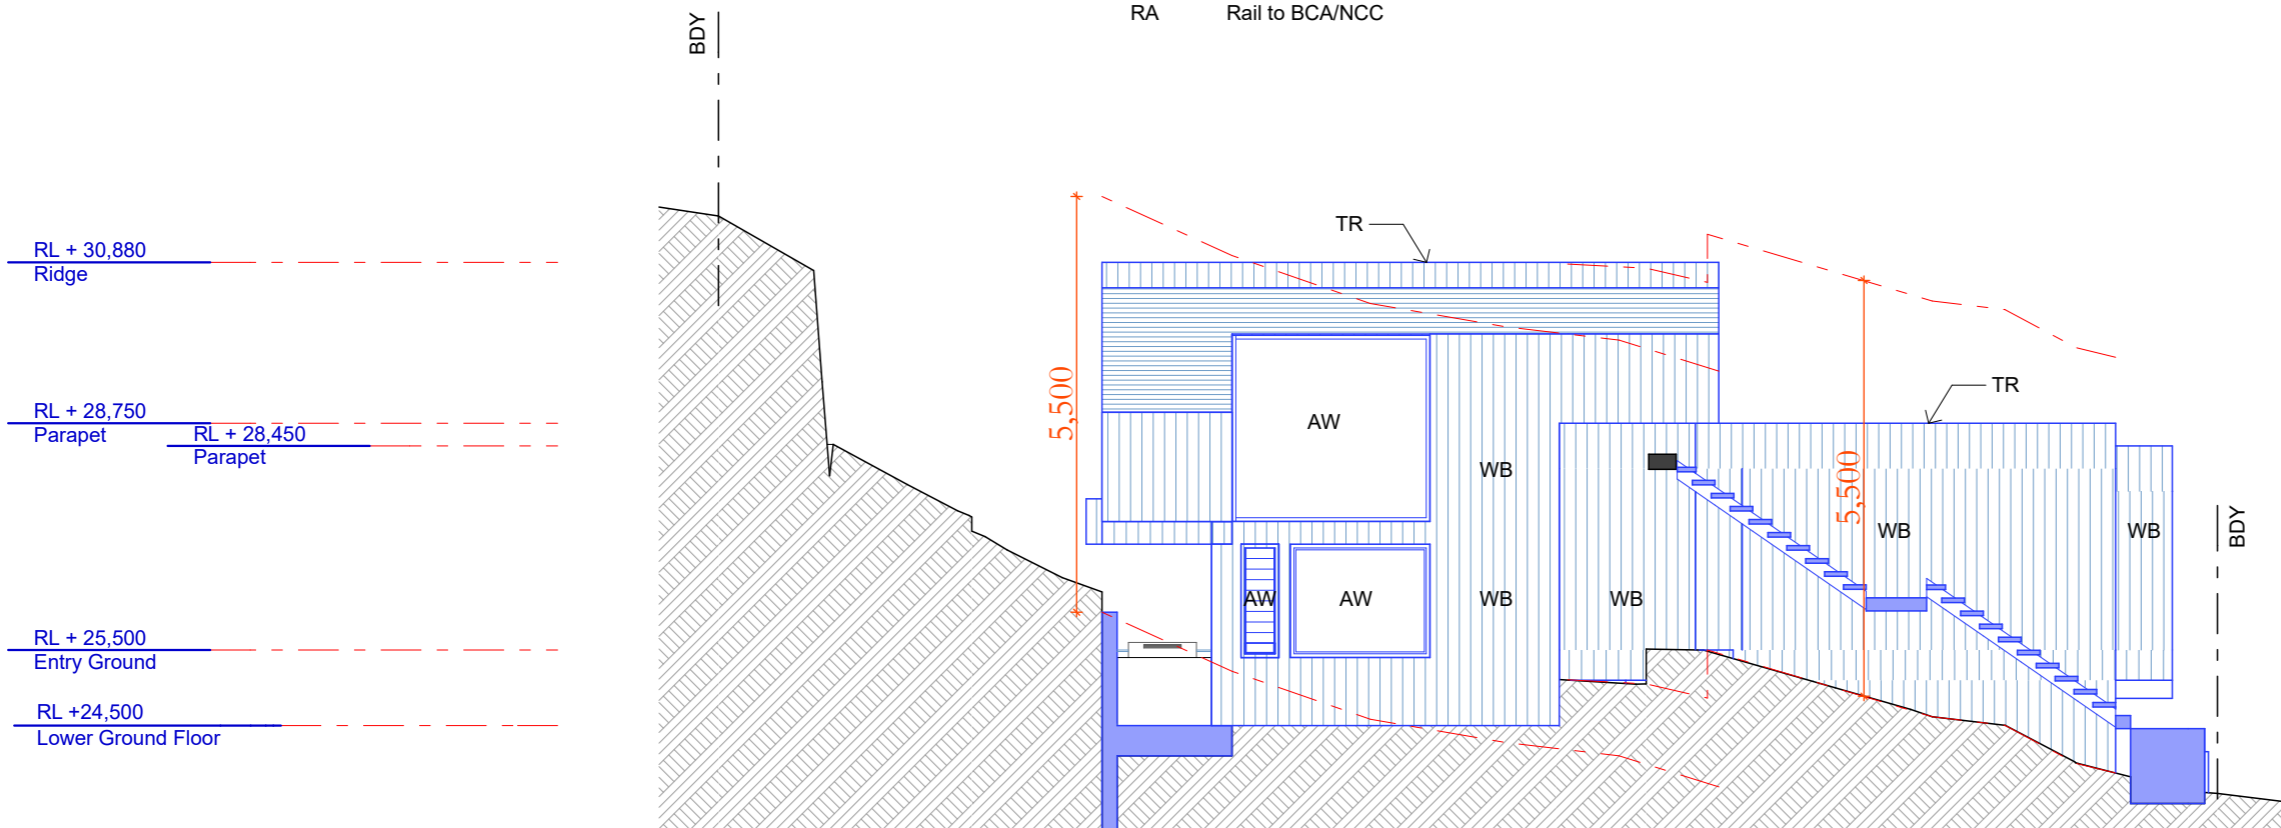 RA Rail to BCA/NCC
BDY
TR
RL + 30,880
Ridge
5,500
TR
RL + 28,750
Parapet
RL + 28,450
Parapet
AW
WB
5,500
WB
WB
BDY
AW
AW
WB
WB
RL + 25,500
Entry Ground
RL +24,500
Lower Ground Floor